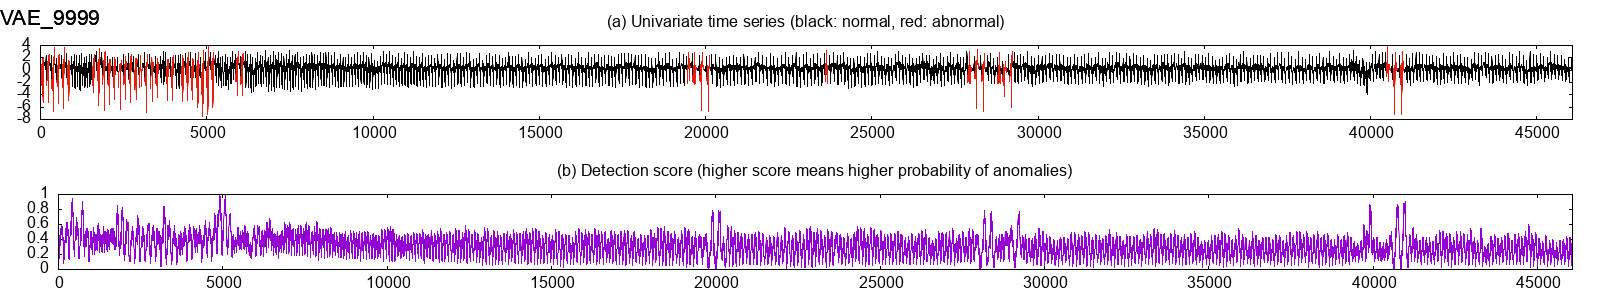 VAE_9999
(a) Univariate time series (black: normal, red: abnormal)
4
2
0
-2
-4
-6
-8
0 5000 10000 15000 20000 25000 30000 35000 40000 45000
(b) Detection score (higher score means higher probability of anomalies)
1
0.8
0.6
0.4
0.2
0
0 5000 10000 15000 20000 25000 30000 35000 40000 45000